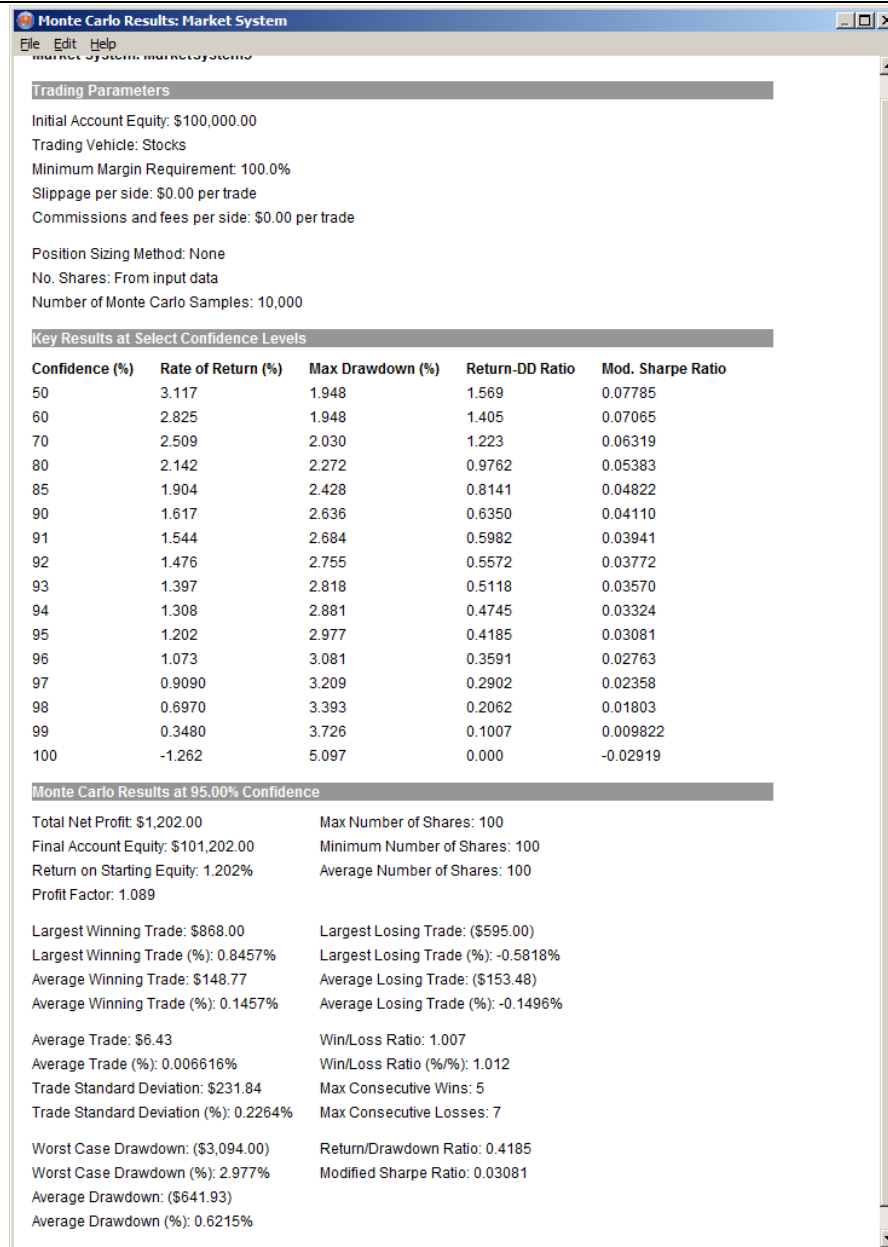 Monte Carlo Results: Market System
File Edit Help
Market System: MarketSystems
Trading Parameters
Initial Account Equity: $100,000.00
Trading Vehicle: Stocks
Minimum Margin Requirement: 100.0%
Slippage per side: $0.00 per trade
Commissions and fees per side: $0.00 per trade
Position Sizing Method: None
No. Shares: From input data
Number of Monte Carlo Samples: 10,000
Key Results at Select Confidence Levels
Confidence (%) Rate of Return (%) Max Drawdown (%) Return-DD Ratio Mod. Sharpe Ratio
50 3.117 1.948 1.569 0.07785
60 2.825 1.948 1.405 0.07065
70 2.509 2.030 1.223 0.06319
80 2.142 2.272 0.9762 0.05383
85 1.904 2.428 0.8141 0.04822
90 1.617 2.636 0.6350 0.04110
91 1.544 2.684 0.5982 0.03941
92 1.476 2.755 0.5572 0.03772
93 1.397 2.818 0.5118 0.03570
94 1.308 2.881 0.4745 0.03324
95 1.202 2.977 0.4185 0.03081
96 1.073 3.081 0.3591 0.02763
97 0.9090 3.209 0.2902 0.02358
98 0.6970 3.393 0.2062 0.01803
99 0.3480 3.726 0.1007 0.009822
100 -1.262 5.097 0.000 -0.02919
Monte Carlo Results at 95.00% Confidence
Total Net Profit: $1,202.00 Max Number of Shares: 100
Final Account Equity: $101,202.00 Minimum Number of Shares: 100
Return on Starting Equity: 1.202% Average Number of Shares: 100
Profit Factor: 1.089
Largest Winning Trade: $868.00 Largest Losing Trade: ($595.00)
Largest Winning Trade (%): 0.8457% Largest Losing Trade (%): -0.5818%
Average Winning Trade: $148.77 Average Losing Trade: ($153.48)
Average Winning Trade (%): 0.1457% Average Losing Trade (%): -0.1496%
Average Trade: $6.43 Win/Loss Ratio: 1.007
Average Trade (%): 0.006616% Win/Loss Ratio (%/%): 1.012
Trade Standard Deviation: $231.84 Max Consecutive Wins: 5
Trade Standard Deviation (%): 0.2264% Max Consecutive Losses: 7
Worst Case Drawdown: ($3,094.00) Return/Drawdown Ratio: 0.4185
Worst Case Drawdown (%): 2.977% Modified Sharpe Ratio: 0.03081
Average Drawdown: ($641.93)
Average Drawdown (%): 0.6215%